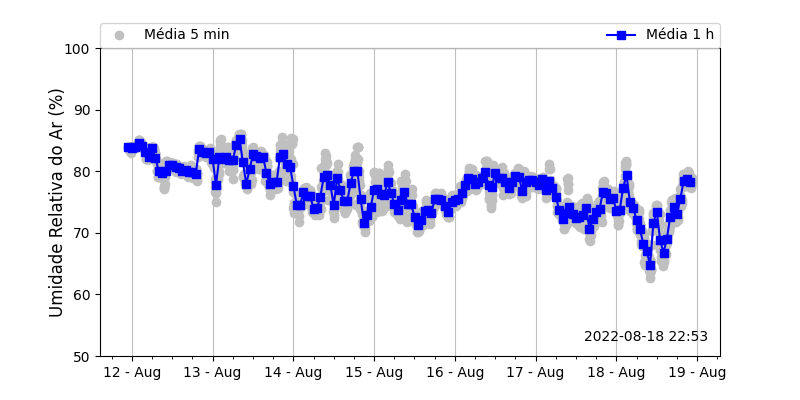 Média 5 min Média 1 h
100
90
80
70
60
50
Umidade Relativa do Ar (%)
2022-08-18 22:53
12 - Aug 13 - Aug 14 - Aug 15 - Aug 16 - Aug 17 - Aug 18 - Aug 19 - Aug